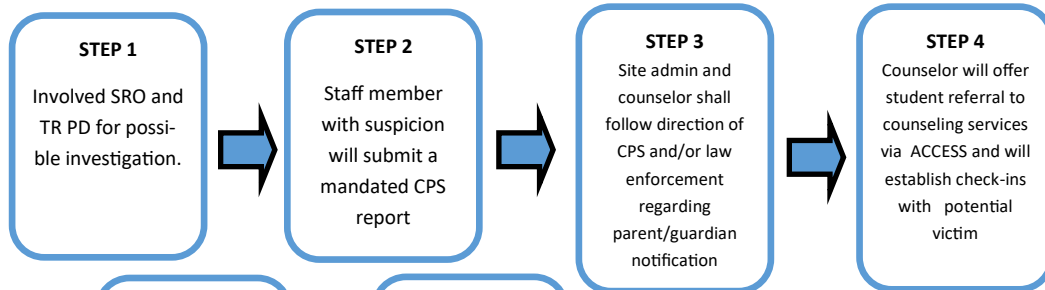 STEP 1
Involved SRO and
TR PD for possi-
ble investigation.
STEP 2
Staff member
with suspicion
will submit a
mandated CPS
report
STEP 3
Site admin and
counselor shall
follow direction of
CPS and/or law
enforcement
regarding
parent/guardian
notification
STEP 4
Counselor will offer
student referral to
counseling services
via ACCESS and will
establish check-ins
with potential
victim